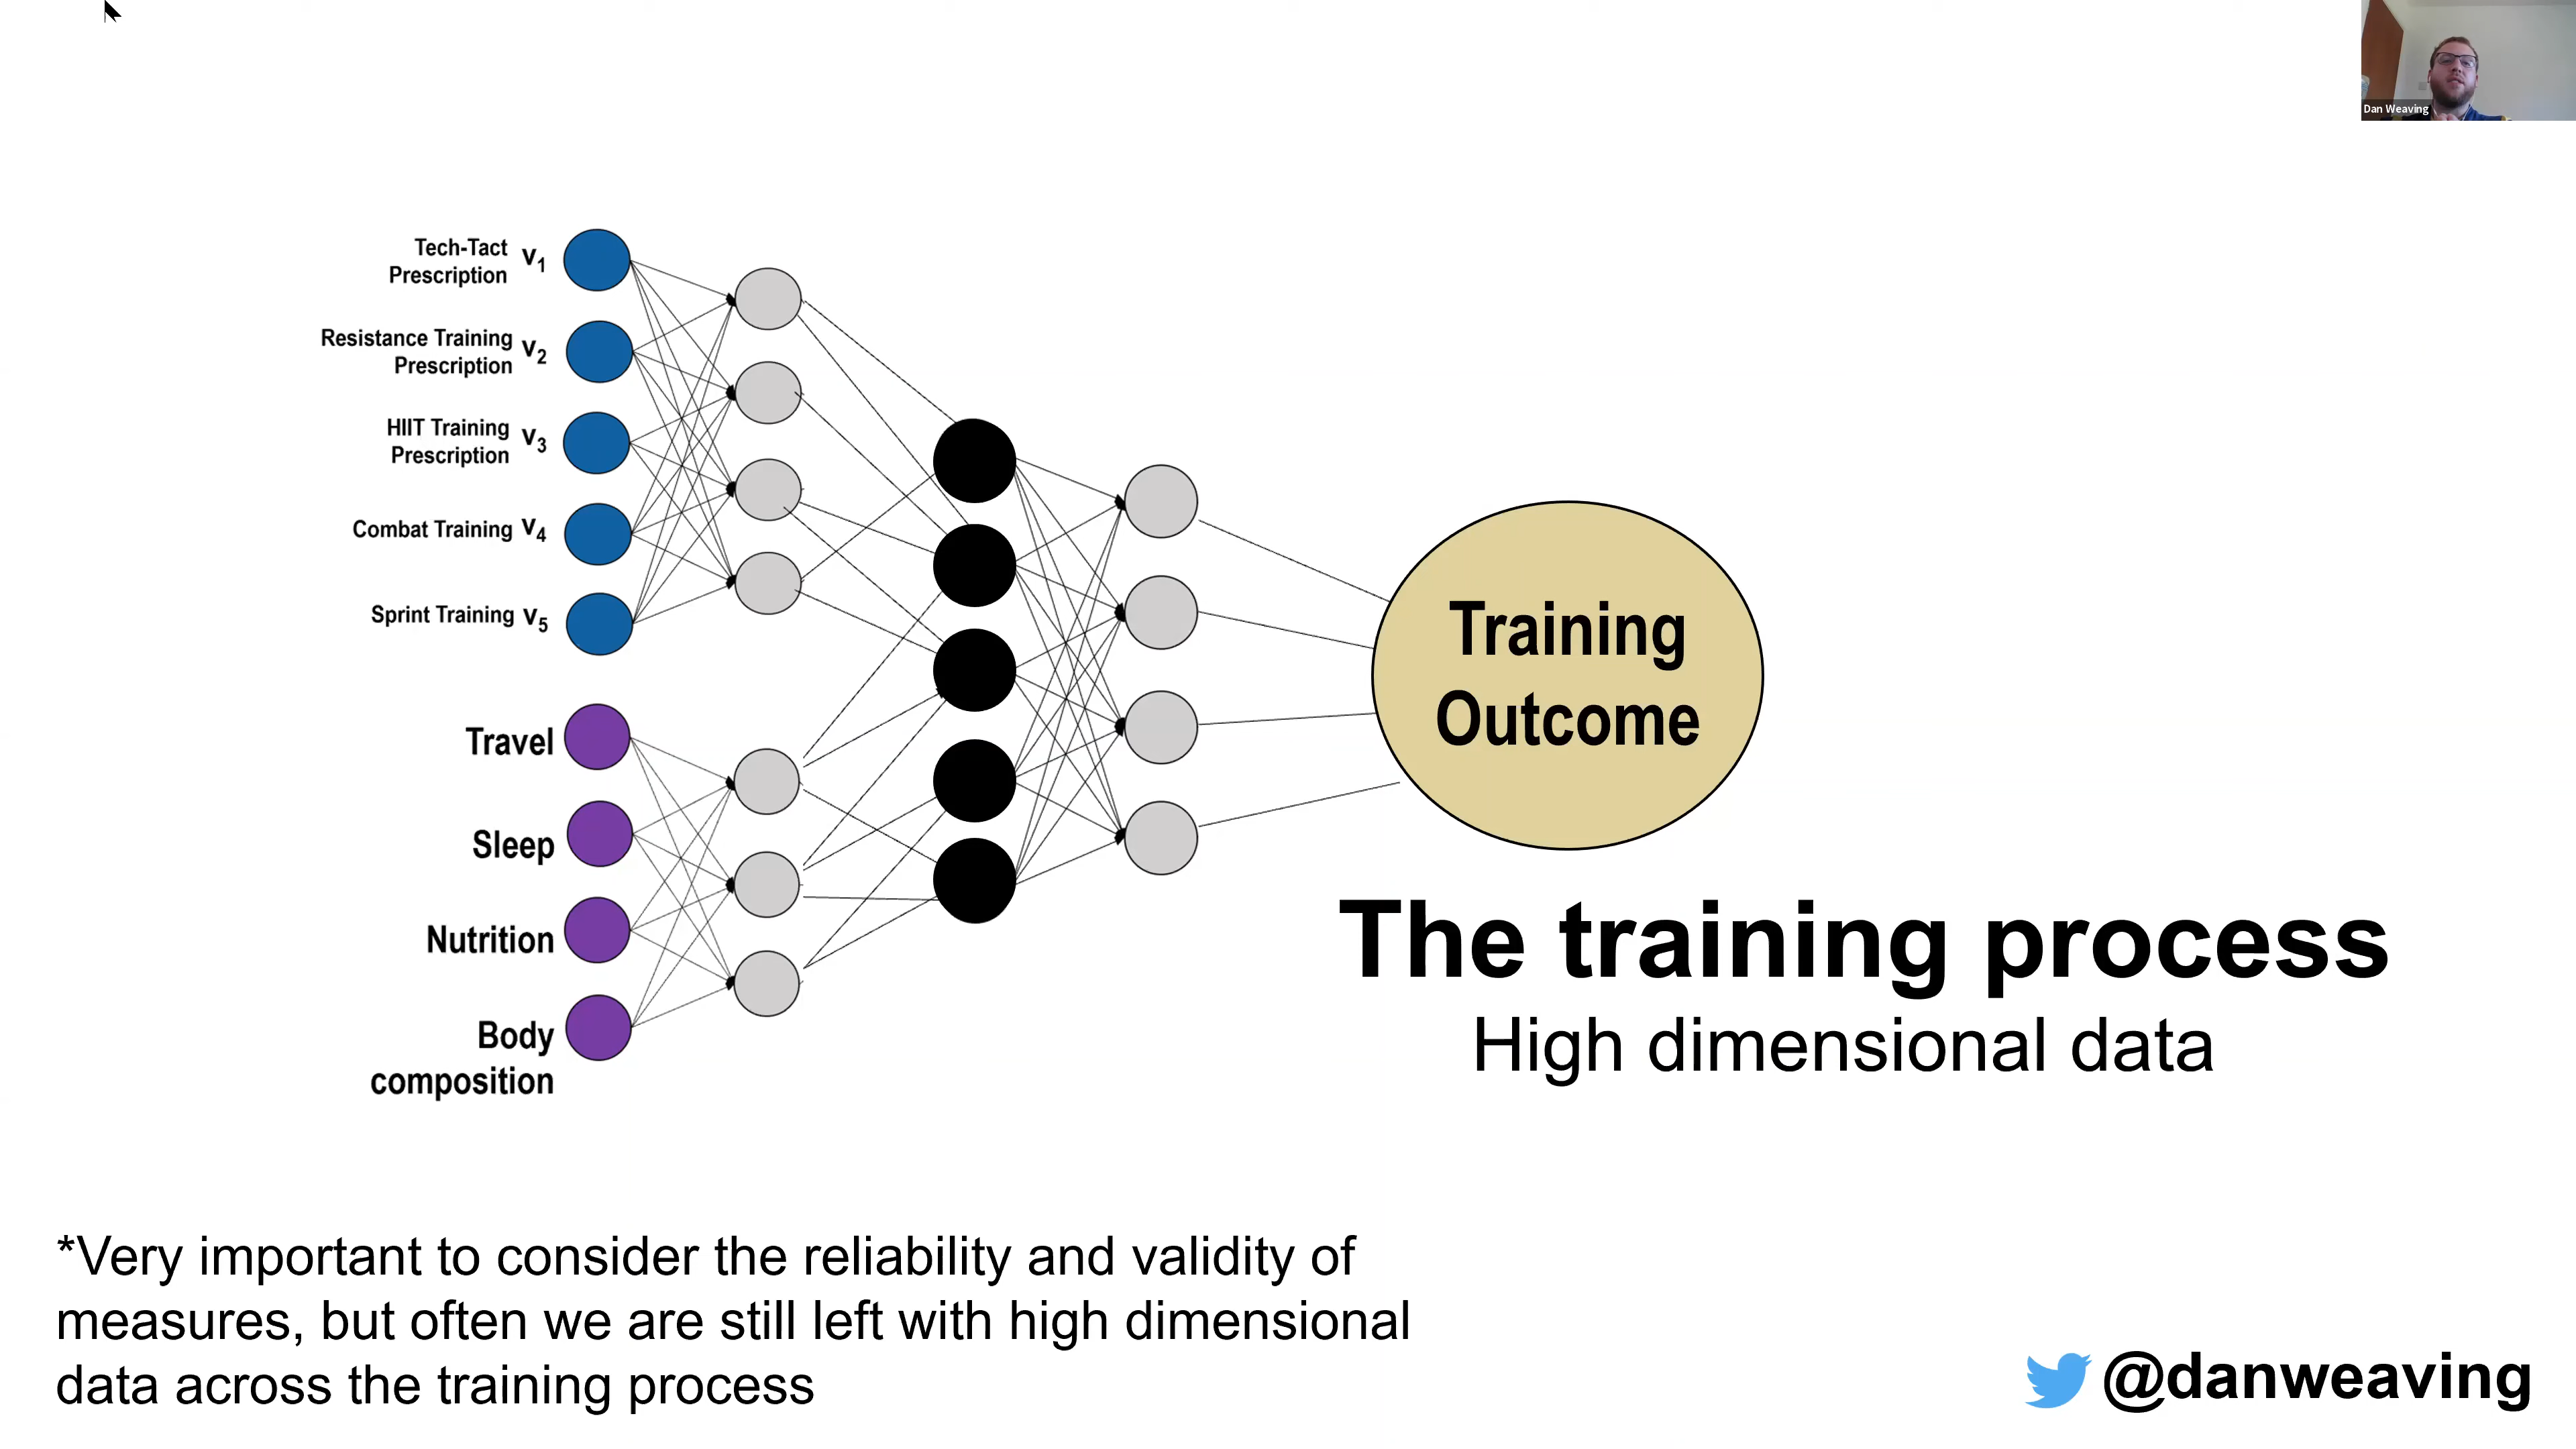 Dan Weaving
Tech-Tact
Prescription
v1
Resistance Training
Prescription
v2
HIIT Training
Prescription
v3
Combat Training v4
Sprint Training v5
Travel
Sleep
Nutrition
Body
composition
Training
Outcome
The training process
High dimensional data
*Very important to consider the reliability and validity of
measures, but often we are still left with high dimensional
data across the training process
@danweaving